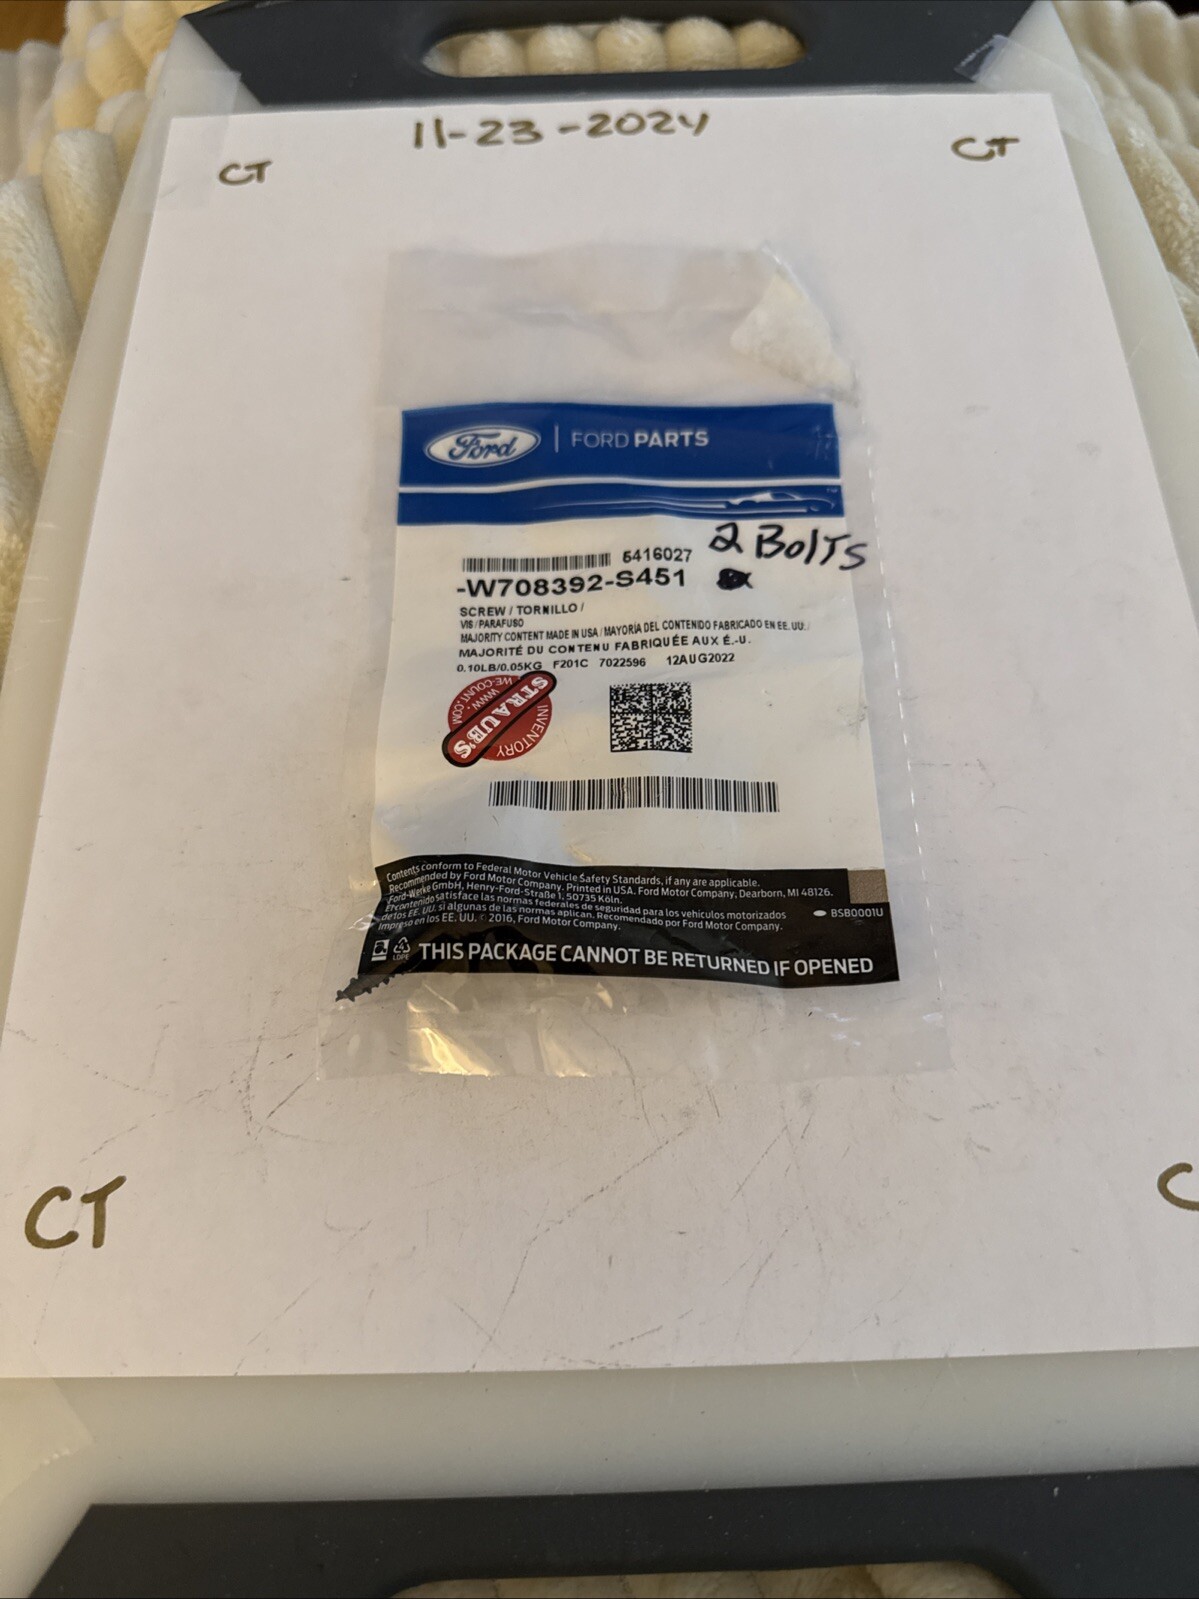 11-23-2024
CT CT
Ford | FORD PARTS
5416027 2 Bolts
-W708392-S451
SCREW / TORNILLO /
VIS / PARAFUSO
MAJORITY CONTENT MADE IN USA / MAYORÍA DEL CONTENIDO FABRICADO EN EE. UU. /
MAJORITÉ DU CONTENU FABRIQUÉE AUX É.-U.
0.10LB/0.05KG F201C 7022596 12AUG2022
STRAUB'S
INVENTORY
WWW.
WE-COUNT.COM
Contents conform to Federal Motor Vehicle Safety Standards, if any are applicable.
Recommended by Ford Motor Company. Printed in USA. Ford Motor Company, Dearborn, MI 48126.
Ford-Werke GmbH, Henry-Ford-Straße 1, 50735 Köln.
El contenido satisface las normas federales de seguridad para los vehículos motorizados
de los EE. UU. si algunas de las normas aplican. Recomendado por Ford Motor Company.
Impreso en los EE. UU. © 2016, Ford Motor Company.
BSB0001U
4
LDPE
THIS PACKAGE CANNOT BE RETURNED IF OPENED
CT C